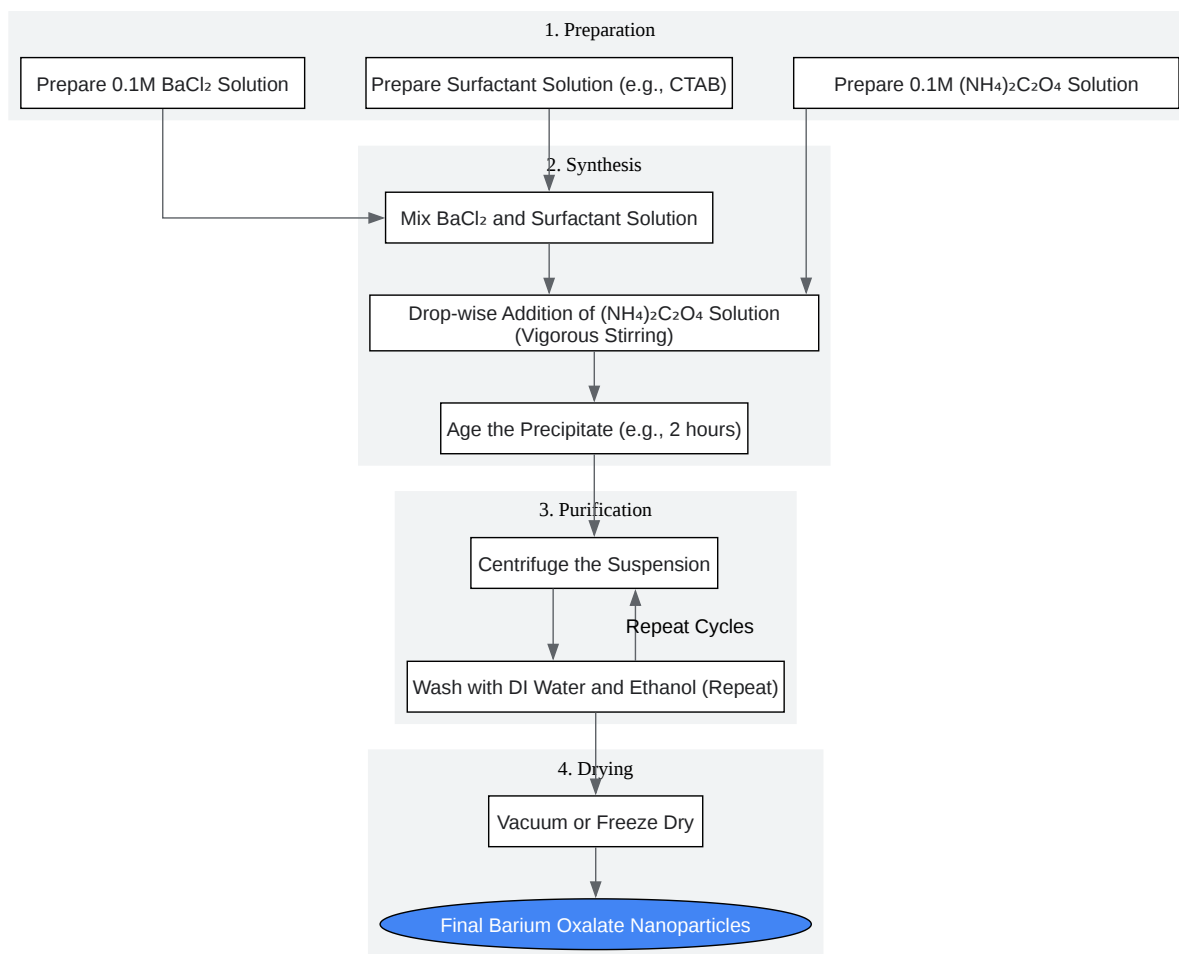 1. Preparation
Prepare 0.1M BaCl₂ Solution
Prepare Surfactant Solution (e.g., CTAB)
Prepare 0.1M (NH₄)₂C₂O₄ Solution
2. Synthesis
Mix BaCl₂ and Surfactant Solution
Drop-wise Addition of (NH₄)₂C₂O₄ Solution
(Vigorous Stirring)
Age the Precipitate (e.g., 2 hours)
3. Purification
Centrifuge the Suspension
Repeat Cycles
Wash with DI Water and Ethanol (Repeat)
4. Drying
Vacuum or Freeze Dry
Final Barium Oxalate Nanoparticles